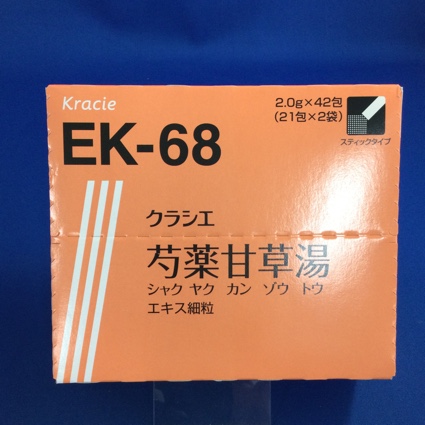 Kracie
2.0g×42包
(21包×2袋)
スティックタイプ
EK-68
クラシエ
芍薬甘草湯
シャク ヤク カン ゾウ トウ
エキス細粒